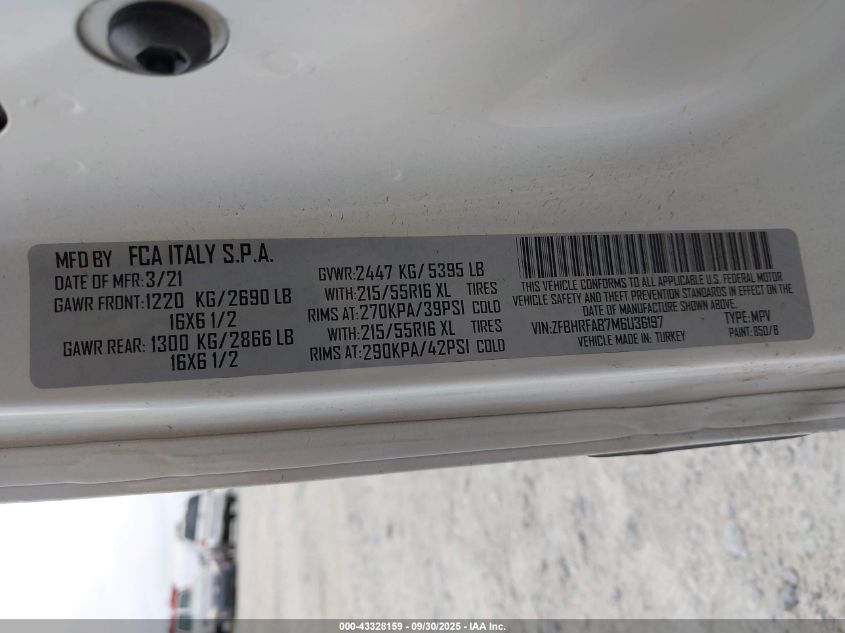 MFD BY FCA ITALY S.P.A.
DATE OF MFR: 3/21
GAWR FRONT: 1220 KG/2690 LB
16X6 1/2
GAWR REAR: 1300 KG/2866 LB
16X6 1/2
GVWR: 2447 KG/ 5395 LB
WITH: 215/55R16 XL TIRES
RIMS AT: 270KPA/39PSI COLD
WITH: 215/55R16 XL TIRES
RIMS AT: 290KPA/42PSI COLD
THIS VEHICLE CONFORMS TO ALL APPLICABLE U.S. FEDERAL MOTOR
VEHICLE SAFETY AND THEFT PREVENTION STANDARDS IN EFFECT ON THE
DATE OF MANUFACTURE SHOWN ABOVE.
VIN: ZFBHRFAB7M6U36197 TYPE: MPV
VEHICLE MADE IN: TURKEY PAINT: 850/B
000-43328159 - 09/30/2025 - IAA Inc.